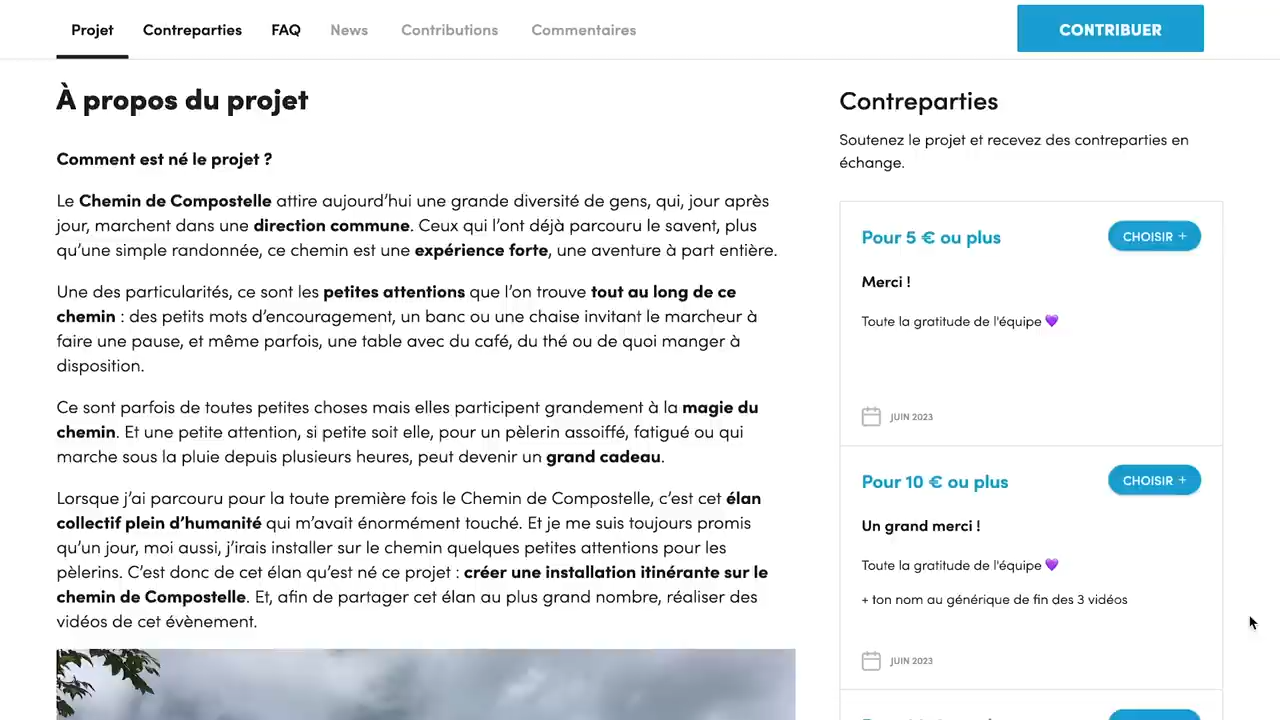 Projet
Contreparties
FAQ
News
Contributions
Commentaires
CONTRIBUER
À propos du projet
Comment est né le projet ?
Le Chemin de Compostelle attire aujourd’hui une grande diversité de gens, qui, jour après
jour, marchent dans une direction commune. Ceux qui l’ont déjà parcouru le savent, plus
qu’une simple randonnée, ce chemin est une expérience forte, une aventure à part entière.
Une des particularités, ce sont les petites attentions que l’on trouve tout au long de ce
chemin : des petits mots d’encouragement, un banc ou une chaise invitant le marcheur à
faire une pause, et même parfois, une table avec du café, du thé ou de quoi manger à
disposition.
Ce sont parfois de toutes petites choses mais elles participent grandement à la magie du
chemin. Et une petite attention, si petite soit elle, pour un pèlerin assoiffé, fatigué ou qui
marche sous la pluie depuis plusieurs heures, peut devenir un grand cadeau.
Lorsque j’ai parcouru pour la toute première fois le Chemin de Compostelle, c’est cet élan
collectif plein d’humanité qui m’avait énormément touché. Et je me suis toujours promis
qu’un jour, moi aussi, j’irais installer sur le chemin quelques petites attentions pour les
pèlerins. C’est donc de cet élan qu’est né ce projet : créer une installation itinérante sur le
chemin de Compostelle. Et, afin de partager cet élan au plus grand nombre, réaliser des
vidéos de cet évènement.
Contreparties
Soutenez le projet et recevez des contreparties en
échange.
Pour 5 € ou plus
CHOISIR +
Merci !
Toute la gratitude de l'équipe 💜
JUIN 2023
Pour 10 € ou plus
CHOISIR +
Un grand merci !
Toute la gratitude de l'équipe 💜
+ ton nom au générique de fin des 3 vidéos
JUIN 2023